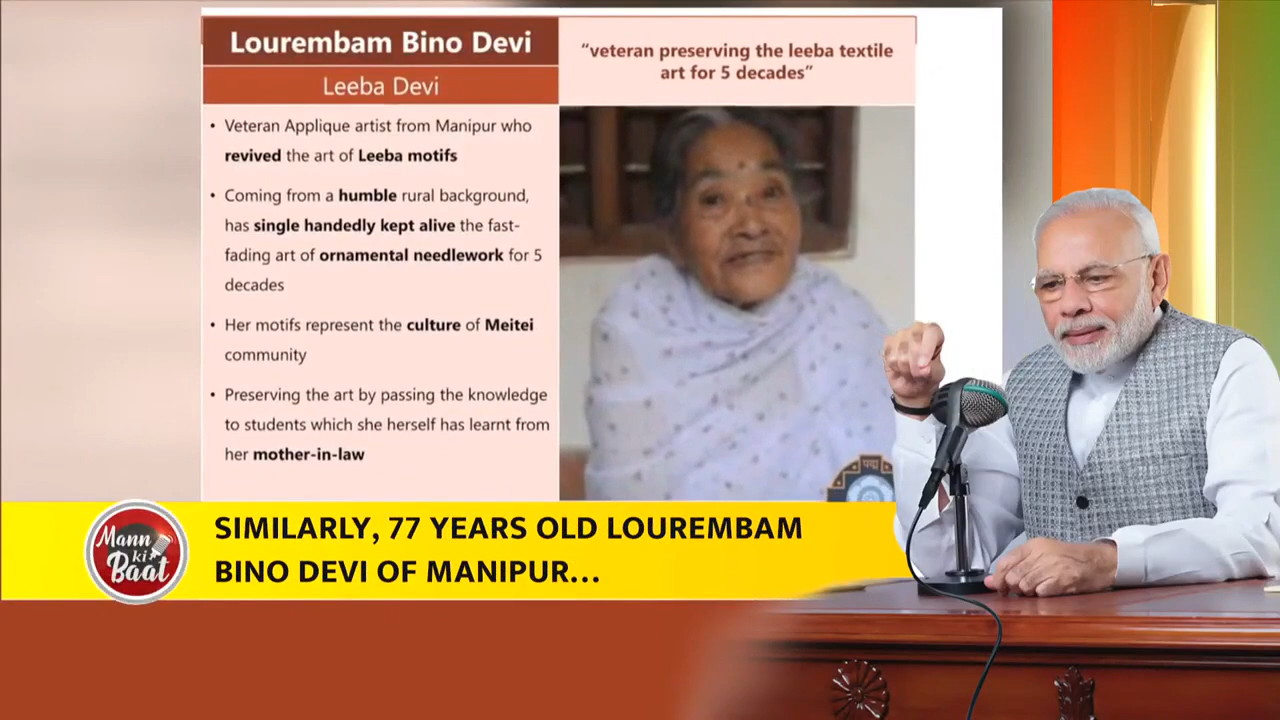 Lourembam Bino Devi
Leeba Devi
“veteran preserving the leeba textile
art for 5 decades”
• Veteran Applique artist from Manipur who
revived the art of Leeba motifs
• Coming from a humble rural background,
has single handedly kept alive the fast-
fading art of ornamental needlework for 5
decades
• Her motifs represent the culture of Meitei
community
• Preserving the art by passing the knowledge
to students which she herself has learnt from
her mother-in-law
पद्म
Mann
ki
Baat
SIMILARLY, 77 YEARS OLD LOUREMBAM
BINO DEVI OF MANIPUR...